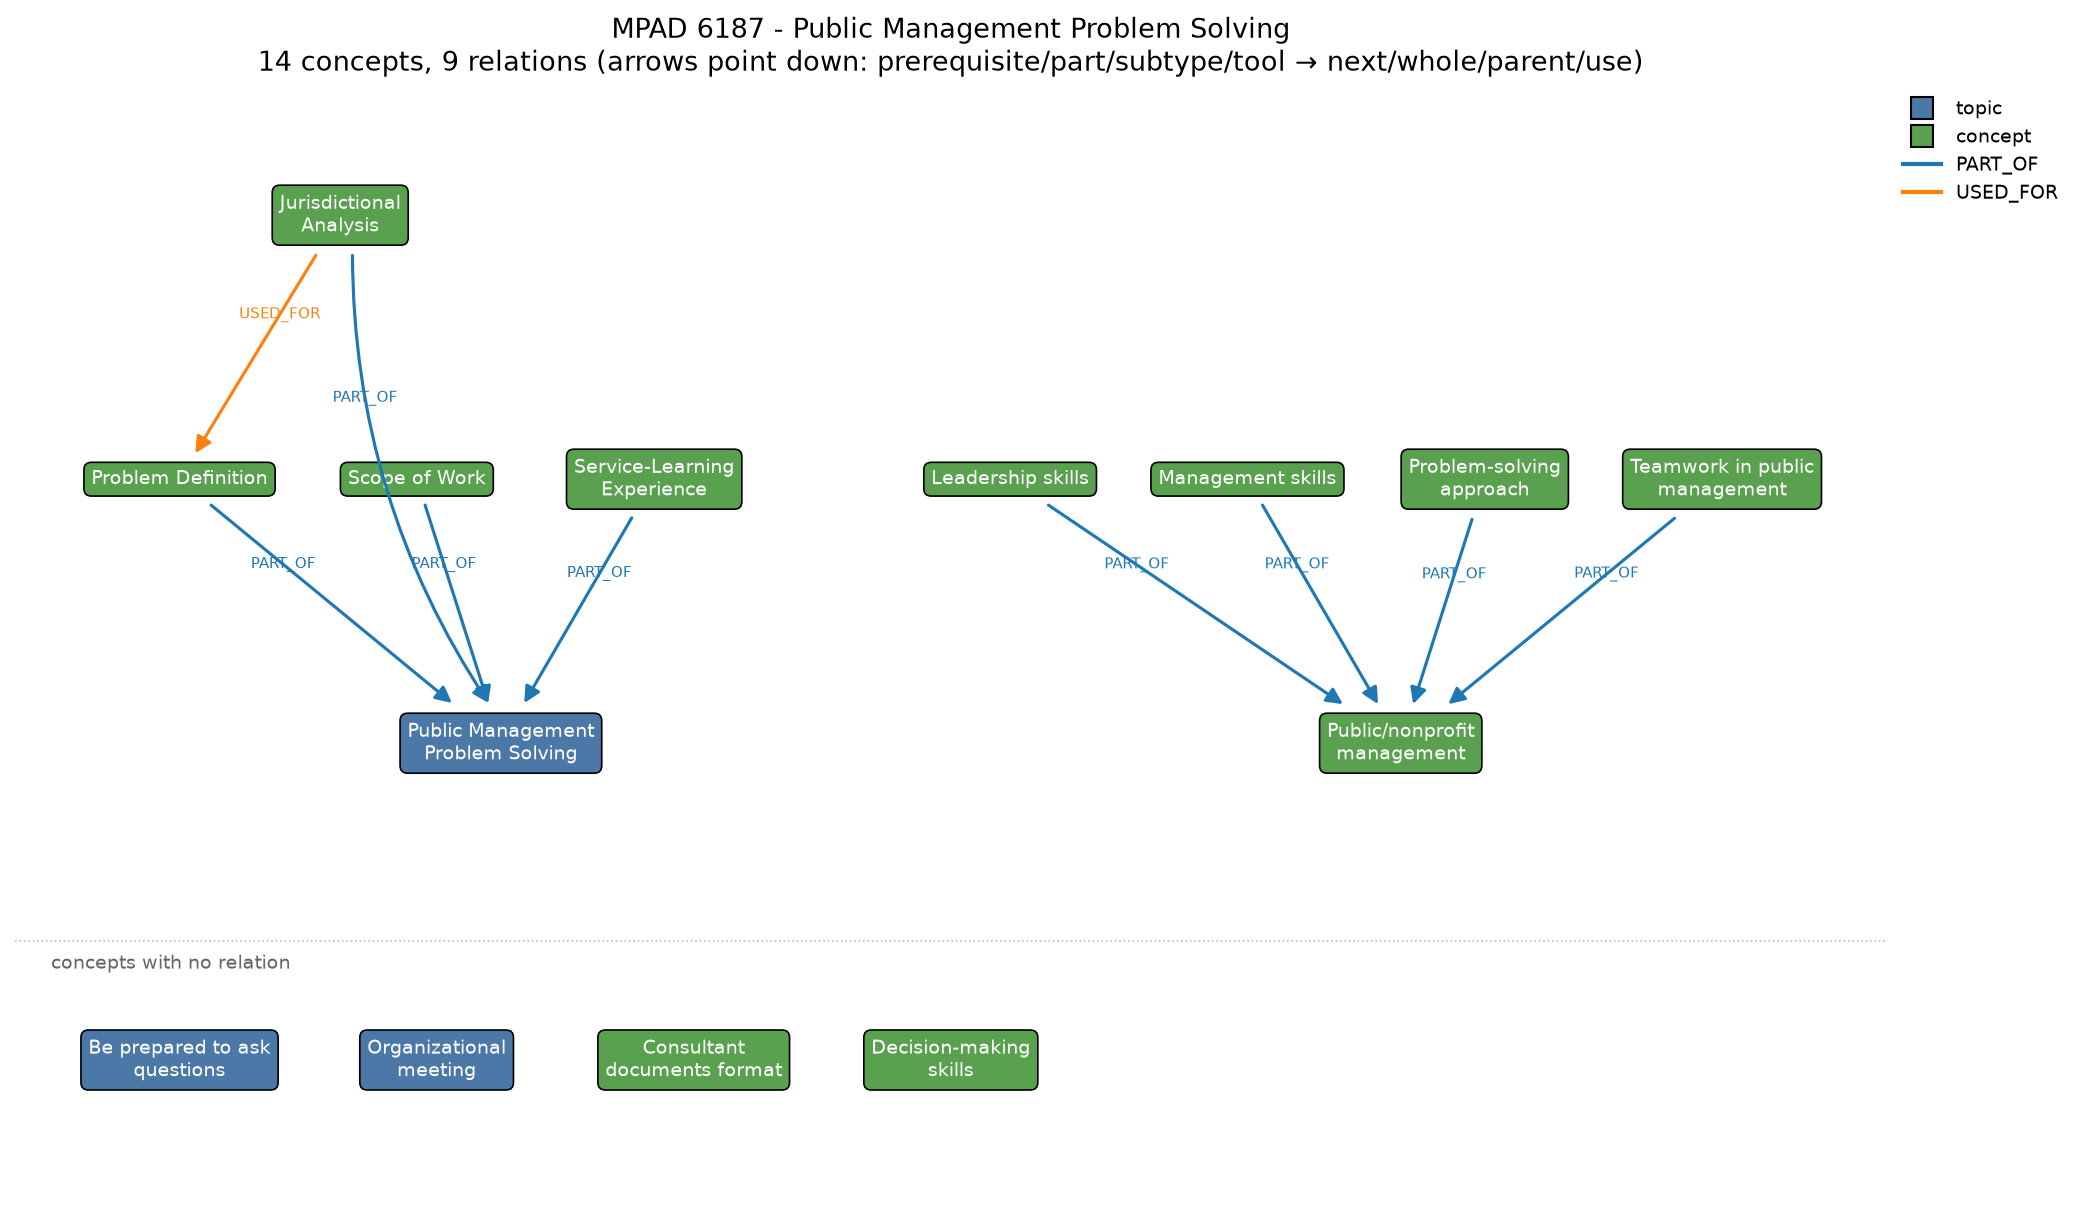 MPAD 6187 - Public Management Problem Solving
14 concepts, 9 relations (arrows point down: prerequisite/part/subtype/tool → next/whole/parent/use)
topic
concept
PART_OF
USED_FOR
Jurisdictional
Analysis
USED_FOR
PART_OF
Problem Definition
Scope of Work
Service-Learning
Experience
Leadership skills
Management skills
Problem-solving
approach
Teamwork in public
management
PART_OF
PART_OF
PART_OF
PART_OF
PART_OF
PART_OF
PART_OF
Public Management
Problem Solving
Public/nonprofit
management
concepts with no relation
Be prepared to ask
questions
Organizational
meeting
Consultant
documents format
Decision-making
skills